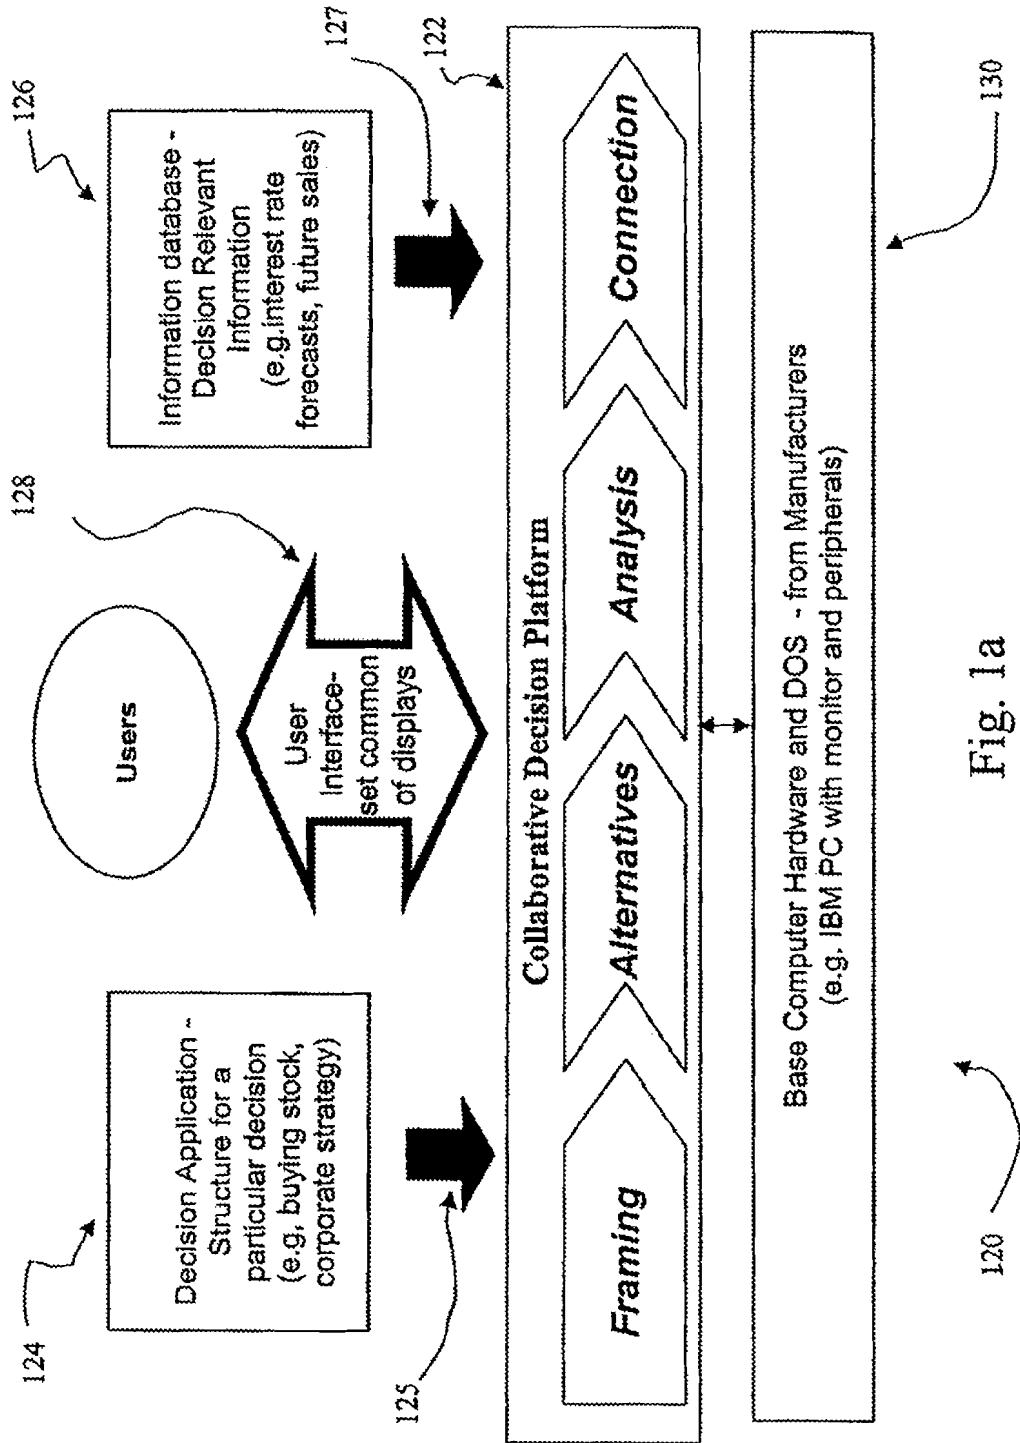 124
Decision Application -
Structure for a
particular decision
(e.g, buying stock,
corporate strategy)
125
Users
User
Interface-
set common
of displays
128
126
Information database -
Decision Relevant
Information
(e.g.interest rate
forecasts, future sales)
127
122
Collaborative Decision Platform
Framing
Alternatives
Analysis
Connection
Base Computer Hardware and DOS - from Manufacturers
(e.g. IBM PC with monitor and peripherals)
130
120
Fig. 1a